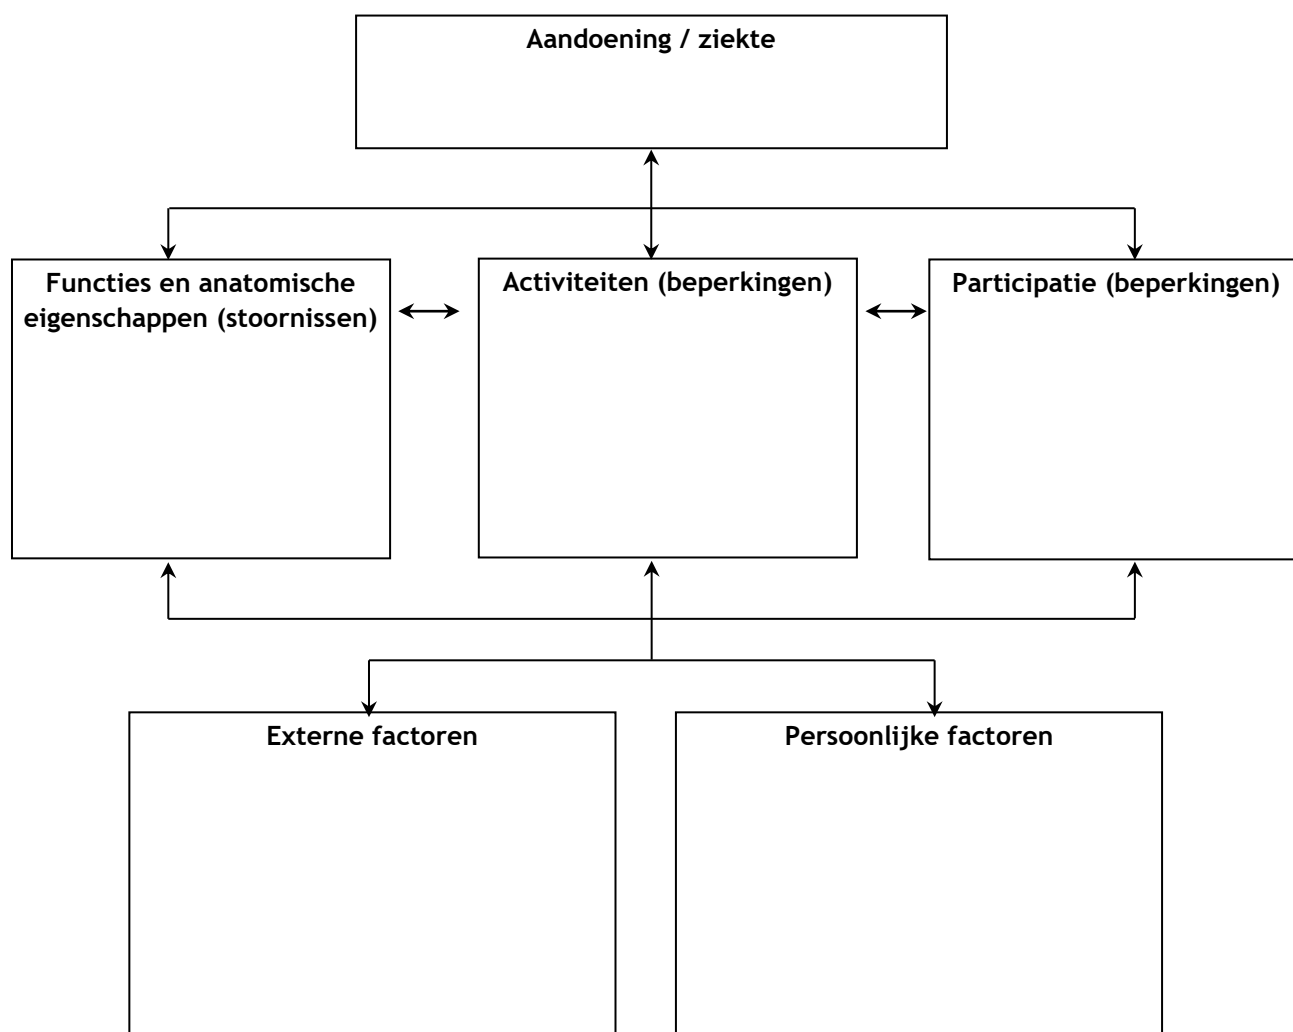 Aandoening / ziekte
Functies en anatomische
eigenschappen (stoornissen)
Activiteiten (beperkingen)
Participatie (beperkingen)
Externe factoren
Persoonlijke factoren